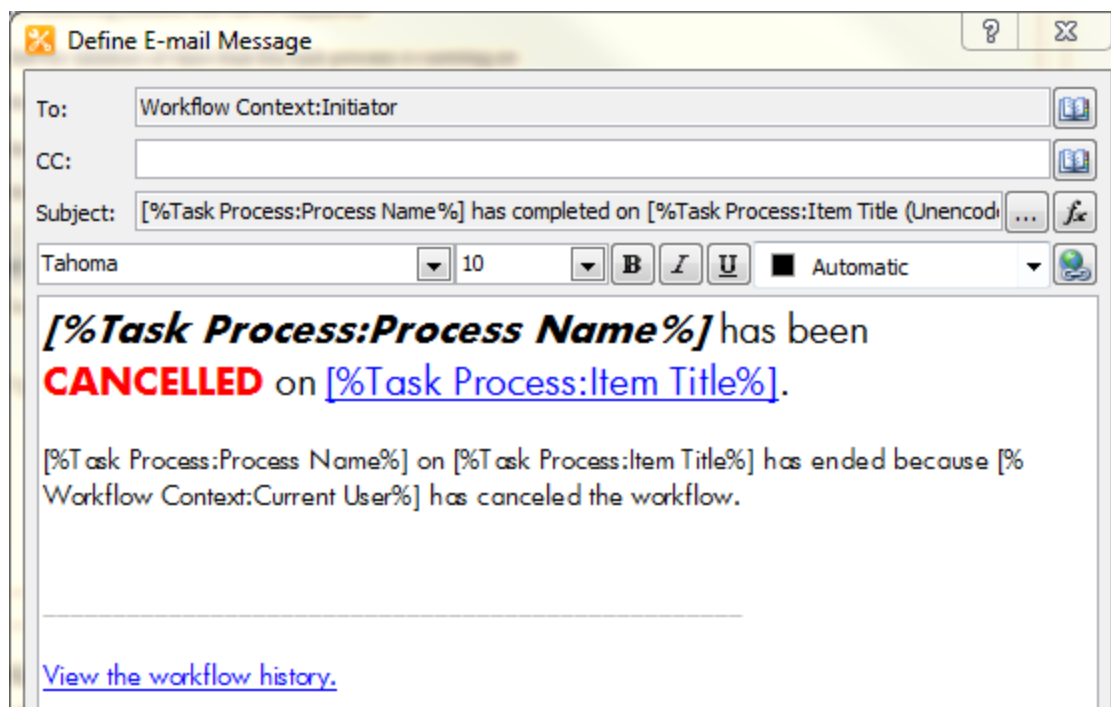 Define E-mail Message
To: Workflow Context:Initiator
CC:
Subject: [%Task Process:Process Name%] has completed on [%Task Process:Item Title (Unencod ... fx
Tahoma 10 B I U Automatic
[%Task Process:Process Name%] has been
CANCELLED on [%Task Process:Item Title%].
[%Task Process:Process Name%] on [%Task Process:Item Title%] has ended because [%
Workflow Context:Current User%] has canceled the workflow.
View the workflow history.